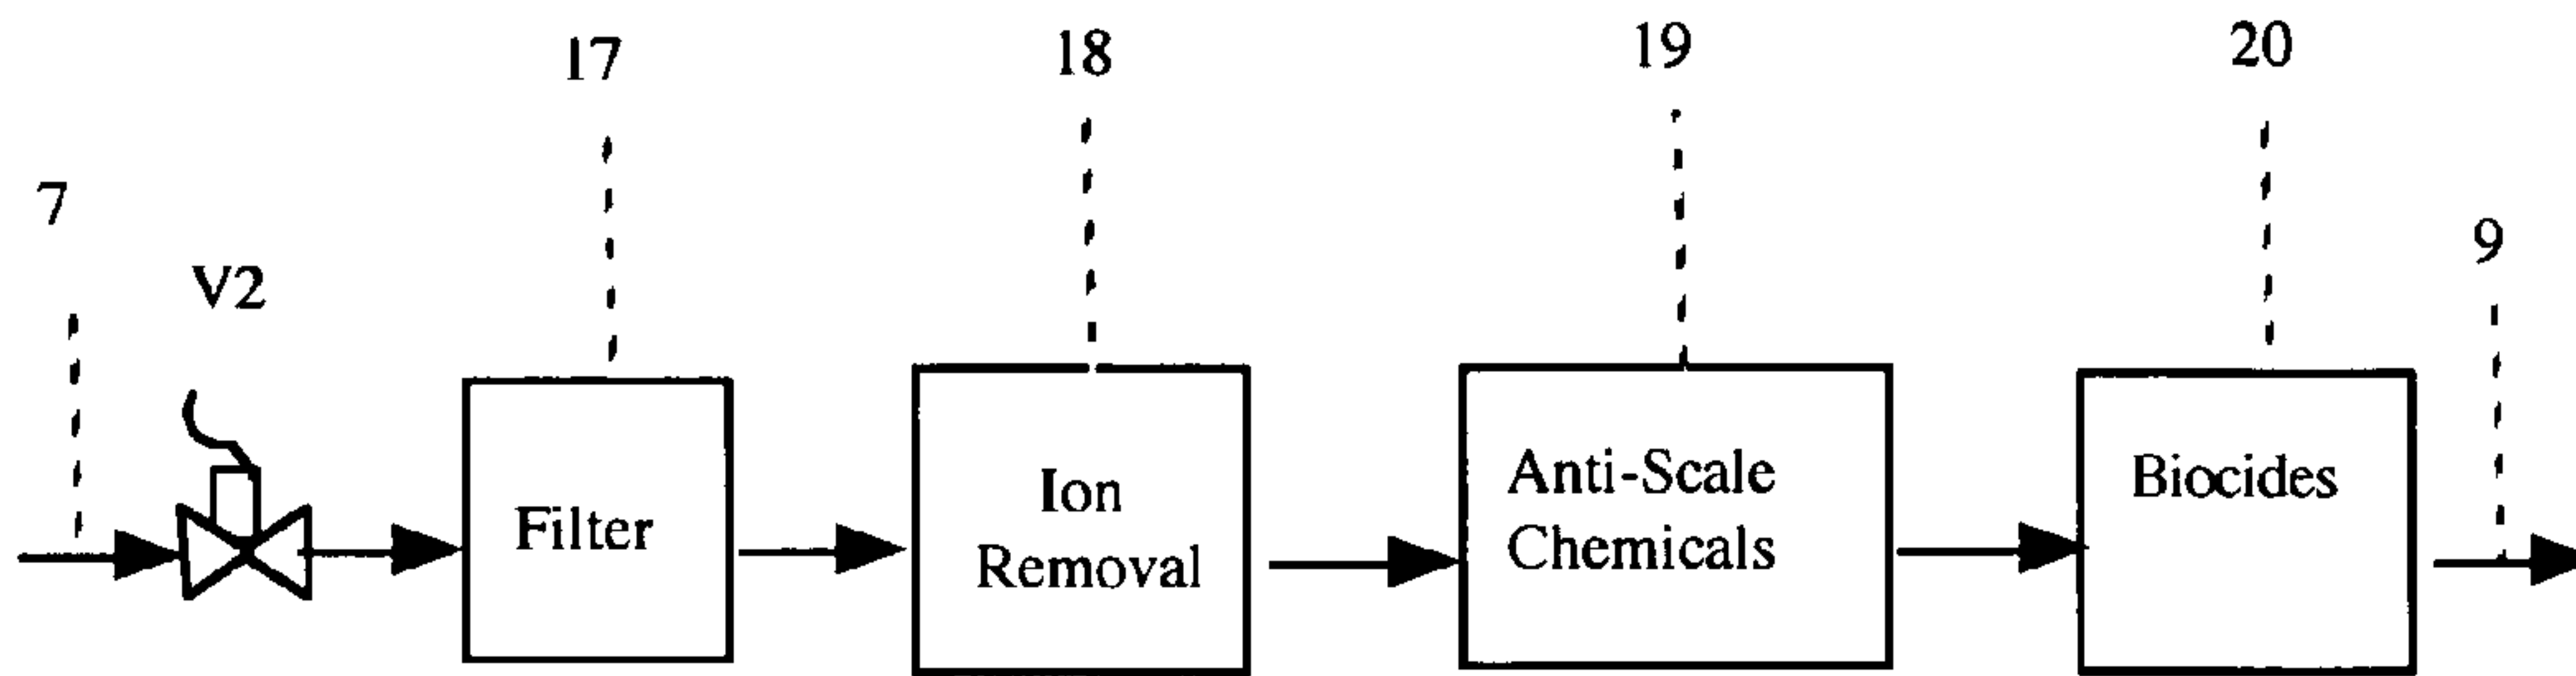 17
18
19
20
7
V2
9
Filter
Ion
Removal
Anti-Scale
Chemicals
Biocides